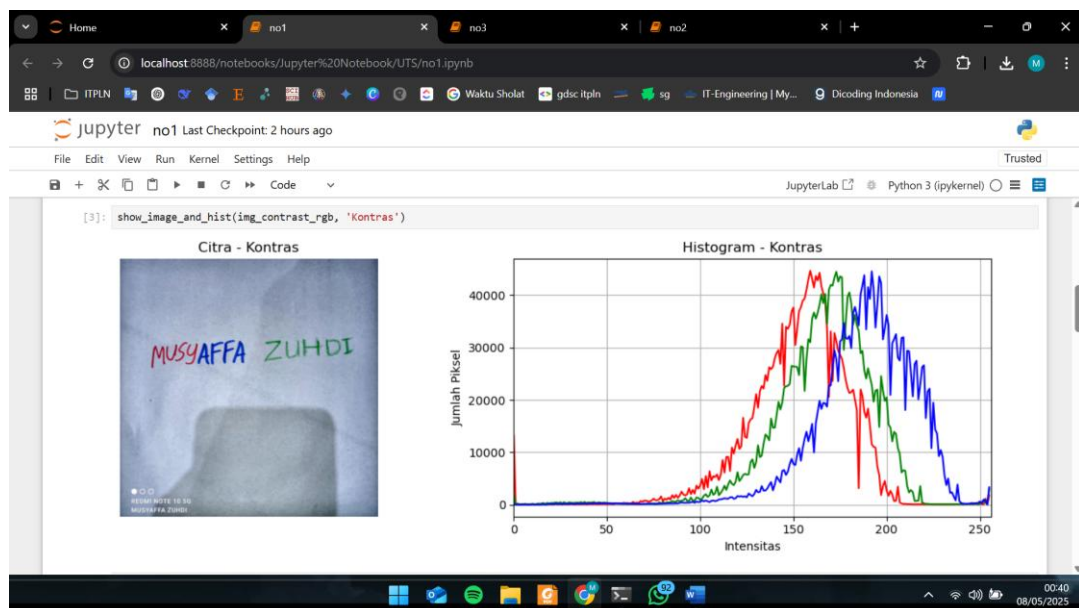 Home
no1
no3
no2
localhost:8888/notebooks/Jupyter%20Notebook/UTS/no1.ipynb
M
ITPLN
E
Waktu Sholat
gdsc itpln
sg
IT-Engineering | My...
Dicoding Indonesia
jupyter no1 Last Checkpoint: 2 hours ago
File Edit View Run Kernel Settings Help
Trusted
Code
JupyterLab
Python 3 (ipykernel)
[3]: show_image_and_hist(img_contrast_rgb, 'Kontras')
Citra - Kontras
MUSYAFFA ZUHDI
REDMI NOTE 10 5G
MUSYAFFA ZUHDI
Histogram - Kontras
Jumlah Piksel
40000
30000
20000
10000
0
0 50 100 150 200 250
Intensitas
92
00:40
08/05/2025